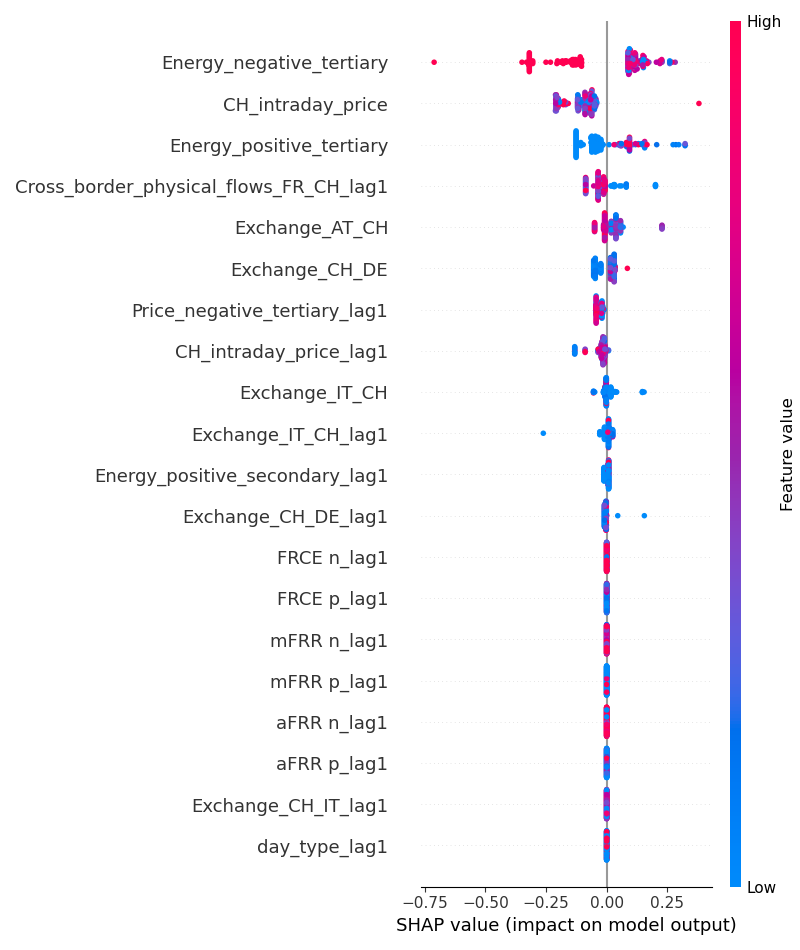 High
Energy_negative_tertiary
CH_intraday_price
Energy_positive_tertiary
Cross_border_physical_flows_FR_CH_lag1
Exchange_AT_CH
Exchange_CH_DE
Price_negative_tertiary_lag1
CH_intraday_price_lag1
Exchange_IT_CH
Exchange_IT_CH_lag1
Energy_positive_secondary_lag1
Exchange_CH_DE_lag1
FRCE n_lag1
FRCE p_lag1
mFRR n_lag1
mFRR p_lag1
aFRR n_lag1
aFRR p_lag1
Exchange_CH_IT_lag1
day_type_lag1
Feature value
Low
−0.75 −0.50 −0.25 0.00 0.25
SHAP value (impact on model output)